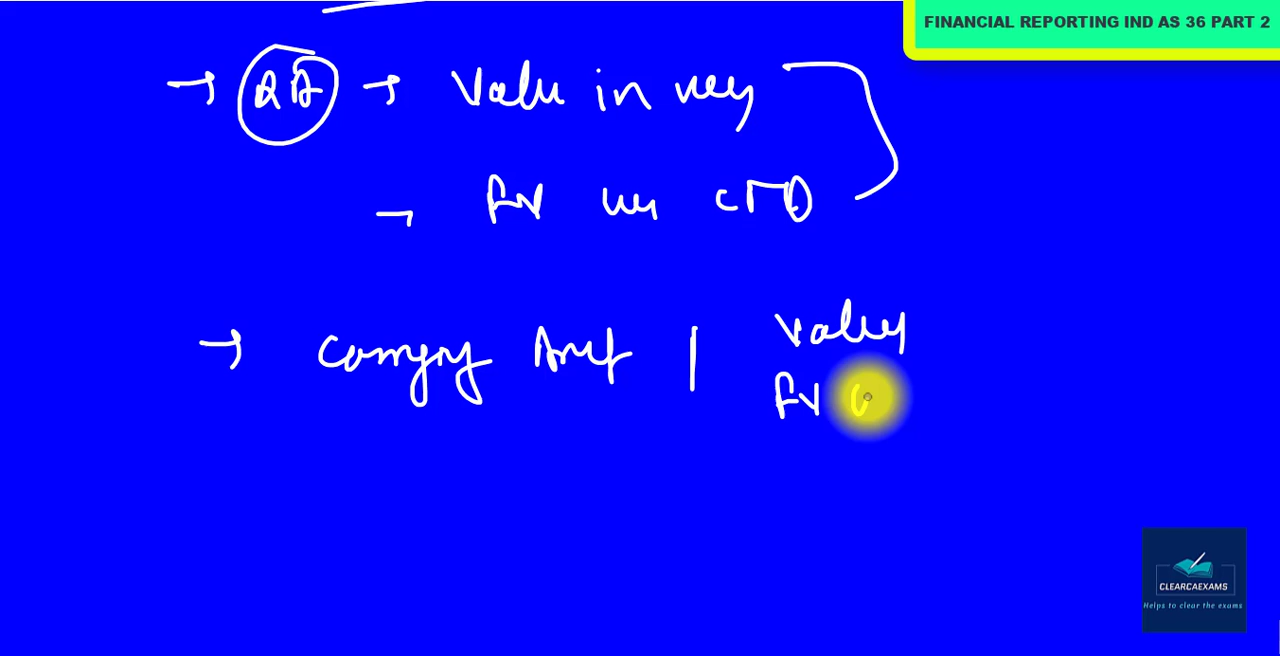 FINANCIAL REPORTING IND AS 36 PART 2
→ RA → Value in use
→ FV less CTD
→ Carrying Amt | Value
FV
CLEARCAEXAMS
Helps to clear the exams